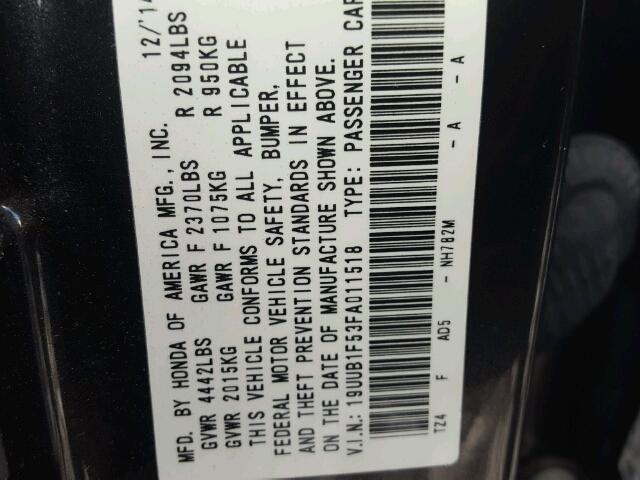 MFD. BY HONDA OF AMERICA MFG., INC. 12/'14
GVWR 4442LBS GAWR F 2370LBS R 2094LBS
GVWR 2015KG GAWR F 1075KG R 950KG
THIS VEHICLE CONFORMS TO ALL APPLICABLE
FEDERAL MOTOR VEHICLE SAFETY, BUMPER,
AND THEFT PREVENTION STANDARDS IN EFFECT
ON THE DATE OF MANUFACTURE SHOWN ABOVE.
V.I.N.: 19UUB1F53FA011518 TYPE: PASSENGER CAR
TZ4 F AD5 - NH782M - A - A